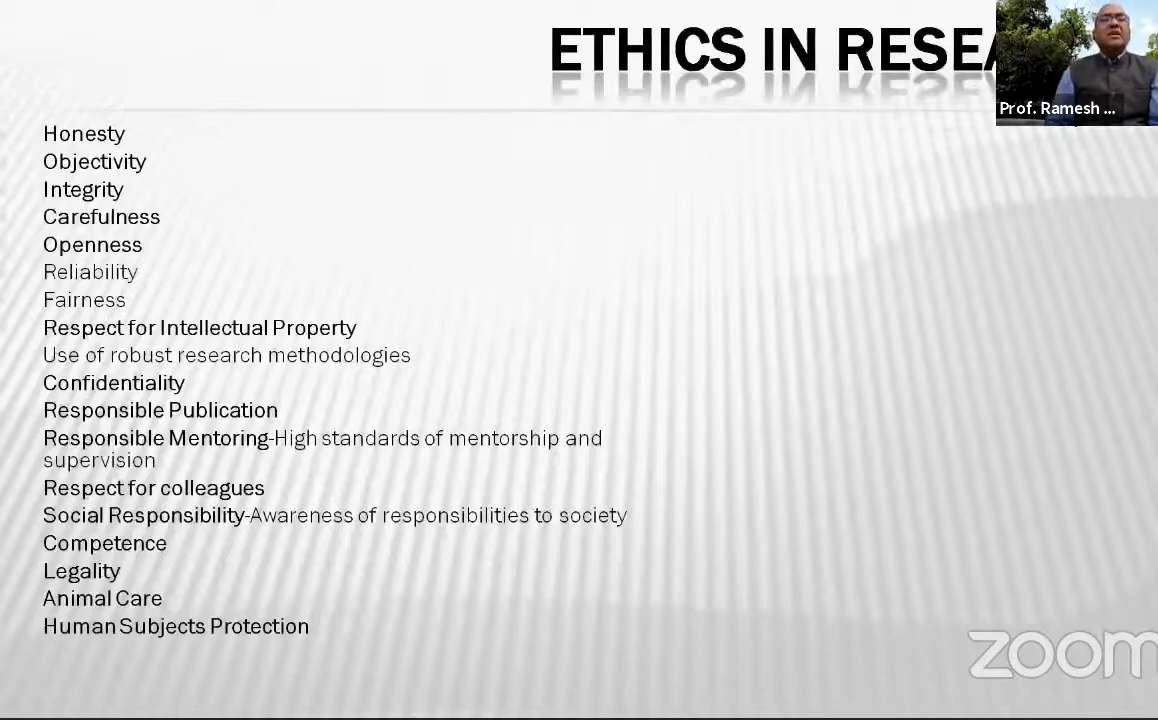 ETHICS IN RESEA
Prof. Ramesh ...
Honesty
Objectivity
Integrity
Carefulness
Openness
Reliability
Fairness
Respect for Intellectual Property
Use of robust research methodologies
Confidentiality
Responsible Publication
Responsible Mentoring-High standards of mentorship and
supervision
Respect for colleagues
Social Responsibility-Awareness of responsibilities to society
Competence
Legality
Animal Care
Human Subjects Protection
zoom